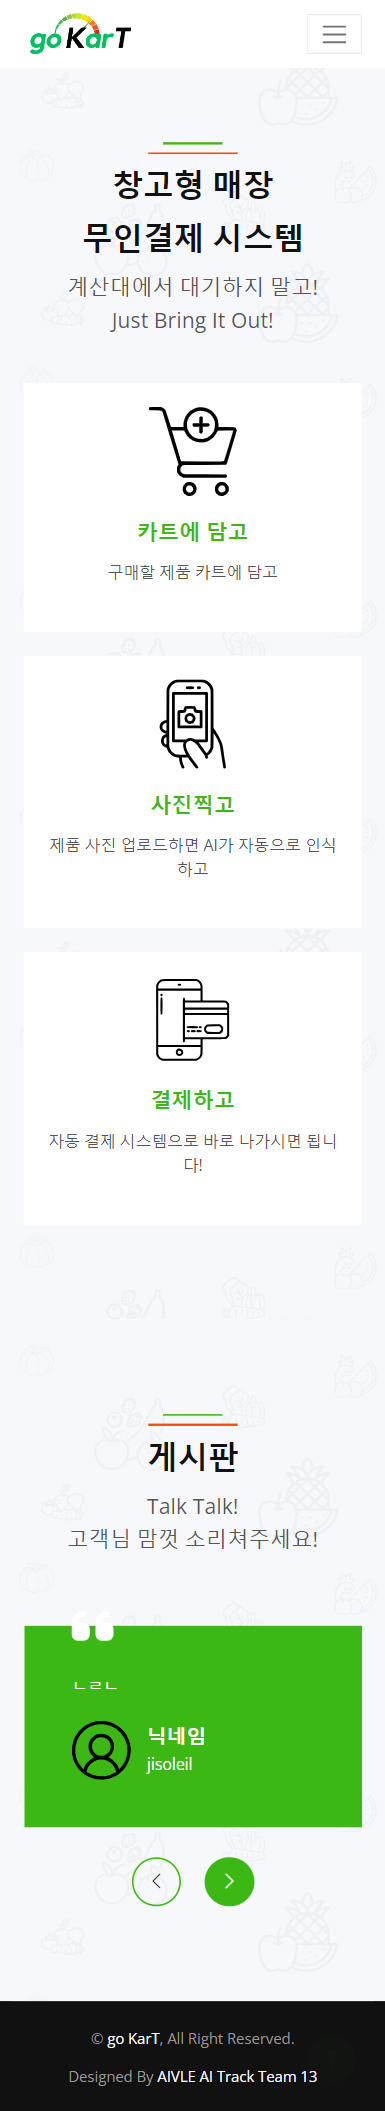 go KarT
창고형 매장
무인결제 시스템
계산대에서 대기하지 말고!
Just Bring It Out!
카트에 담고
구매할 제품 카트에 담고
사진찍고
제품 사진 업로드하면 AI가 자동으로 인식
하고
결제하고
자동 결제 시스템으로 바로 나가시면 됩니
다!
게시판
Talk Talk!
고객님 맘껏 소리쳐주세요!
ㄴㄹㄴ
닉네임
jisoleil
© go KarT, All Right Reserved.
Designed By AIVLE AI Track Team 13